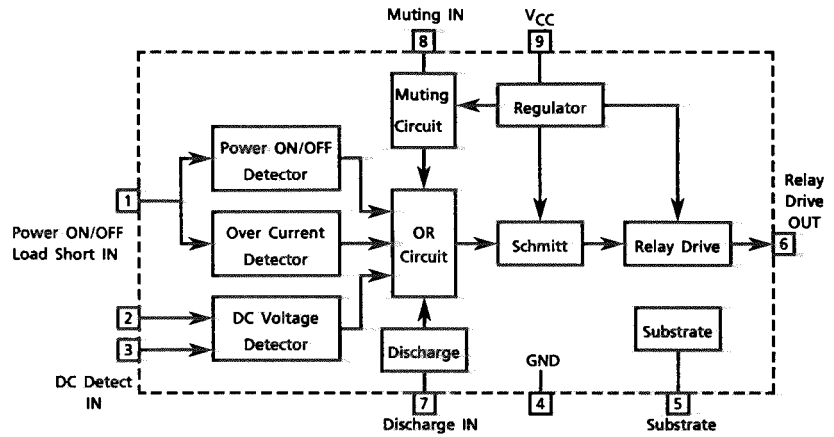 Muting IN
VCC
8
9
Muting
Circuit
Regulator
Power ON/OFF
Detector
1
Power ON/OFF
Load Short IN
Over Current
Detector
OR
Circuit
Schmitt
Relay Drive
Relay
Drive
OUT
6
2
3
DC Voltage
Detector
DC Detect
IN
Discharge
GND
Substrate
7
4
5
Discharge IN
Substrate